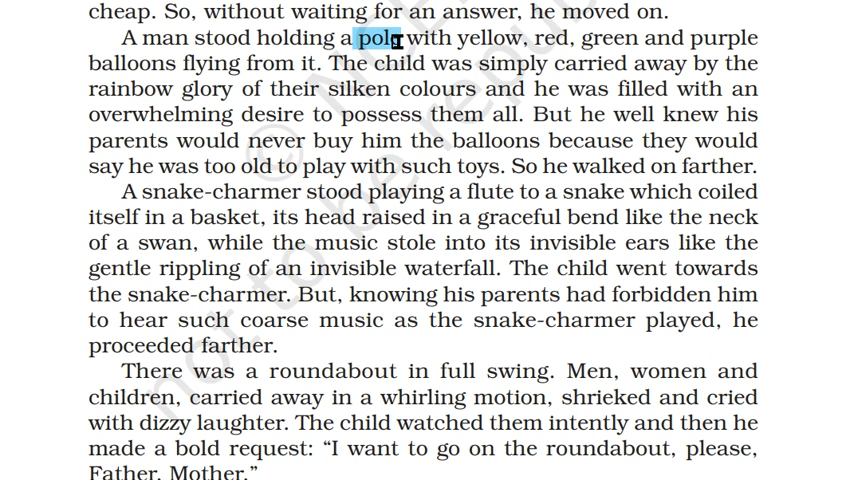 cheap. So, without waiting for an answer, he moved on.
A man stood holding a pole with yellow, red, green and purple
balloons flying from it. The child was simply carried away by the
rainbow glory of their silken colours and he was filled with an
overwhelming desire to possess them all. But he well knew his
parents would never buy him the balloons because they would
say he was too old to play with such toys. So he walked on farther.
A snake-charmer stood playing a flute to a snake which coiled
itself in a basket, its head raised in a graceful bend like the neck
of a swan, while the music stole into its invisible ears like the
gentle rippling of an invisible waterfall. The child went towards
the snake-charmer. But, knowing his parents had forbidden him
to hear such coarse music as the snake-charmer played, he
proceeded farther.
There was a roundabout in full swing. Men, women and
children, carried away in a whirling motion, shrieked and cried
with dizzy laughter. The child watched them intently and then he
made a bold request: “I want to go on the roundabout, please,
Father, Mother.”
© NCE
not to be repu